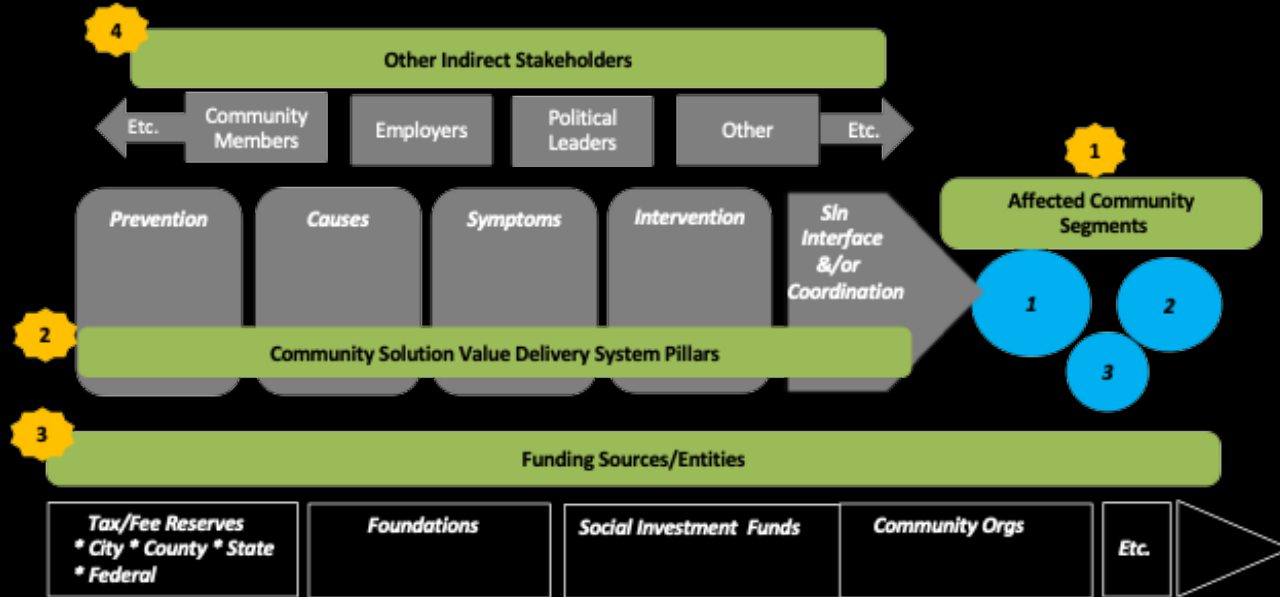 4
Other Indirect Stakeholders
Etc.
Community
Members
Employers
Political
Leaders
Other
Etc.
1
Affected Community
Segments
Prevention
Causes
Symptoms
Intervention
Sln
Interface
&/or
Coordination
1
2
3
2
Community Solution Value Delivery System Pillars
3
Funding Sources/Entities
Tax/Fee Reserves
* City * County * State
* Federal
Foundations
Social Investment Funds
Community Orgs
Etc.